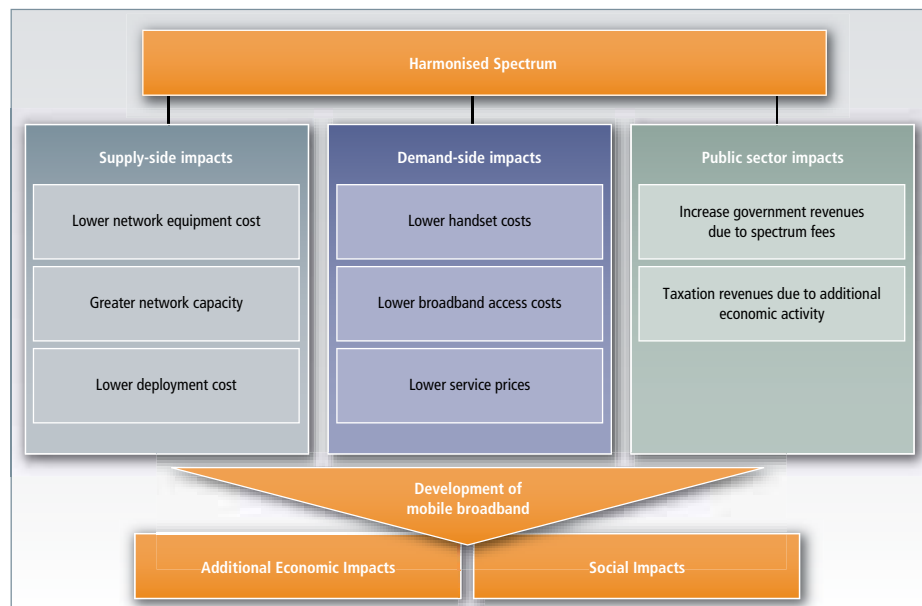 Harmonised Spectrum
Supply-side impacts
Lower network equipment cost
Greater network capacity
Lower deployment cost
Demand-side impacts
Lower handset costs
Lower broadband access costs
Lower service prices
Public sector impacts
Increase government revenues
due to spectrum fees
Taxation revenues due to additional
economic activity
Development of
mobile broadband
Additional Economic Impacts
Social Impacts